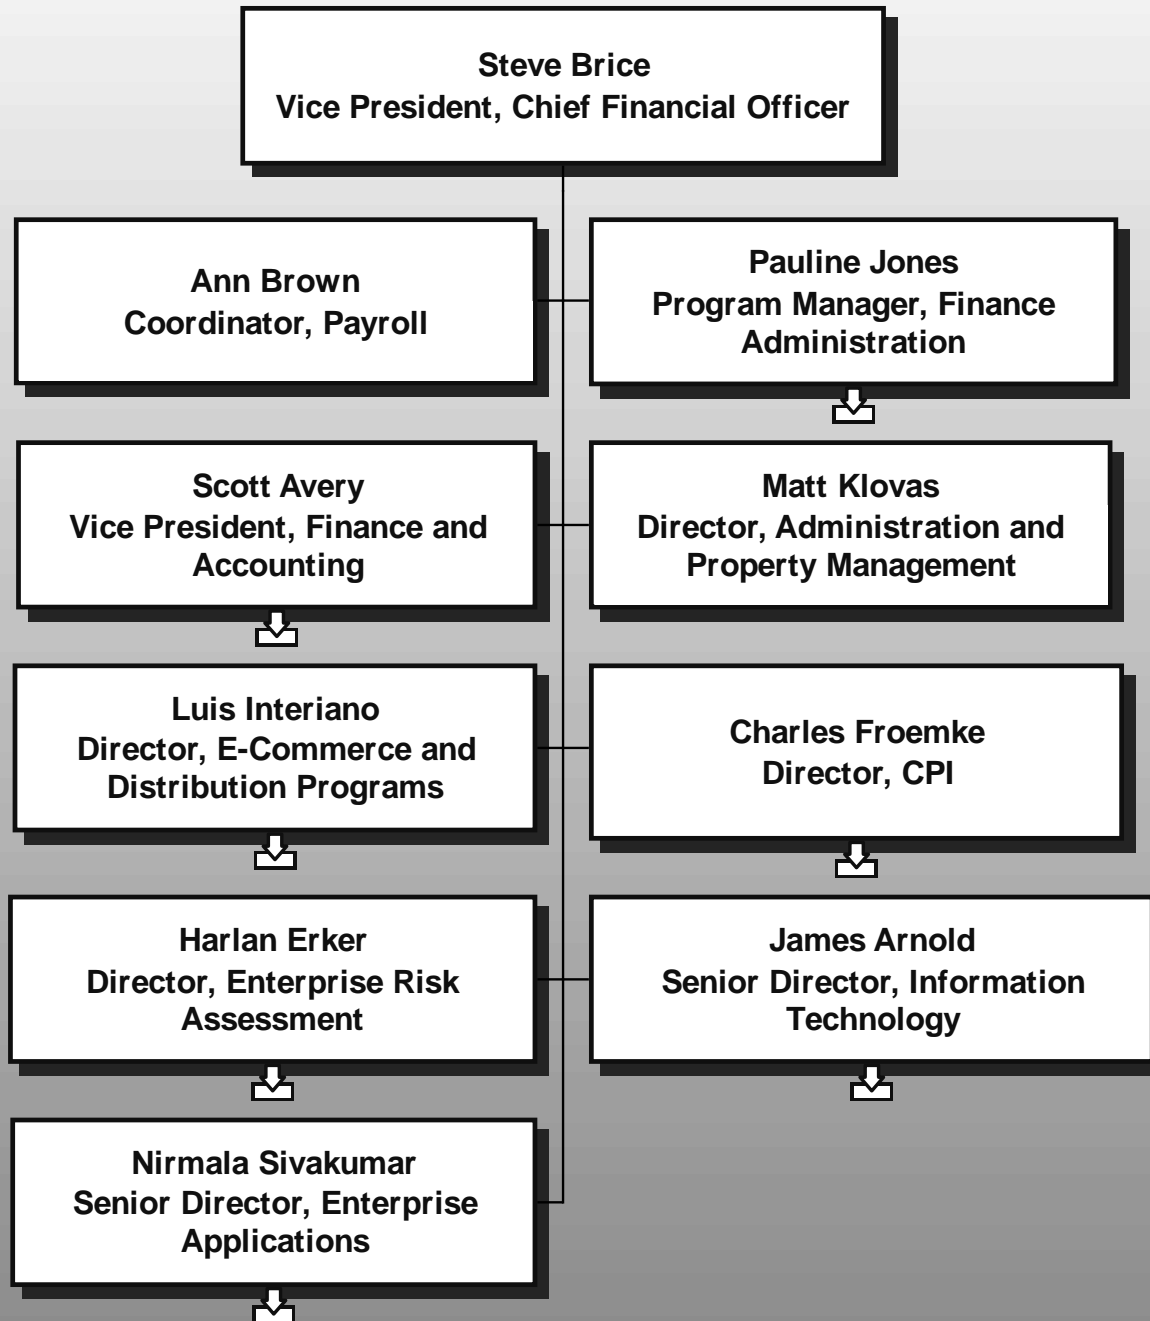 Steve Brice
Vice President, Chief Financial Officer
Ann Brown
Coordinator, Payroll
Pauline Jones
Program Manager, Finance
Administration
Scott Avery
Vice President, Finance and
Accounting
Matt Klovas
Director, Administration and
Property Management
Luis Interiano
Director, E-Commerce and
Distribution Programs
Charles Froemke
Director, CPI
Harlan Erker
Director, Enterprise Risk
Assessment
James Arnold
Senior Director, Information
Technology
Nirmala Sivakumar
Senior Director, Enterprise
Applications